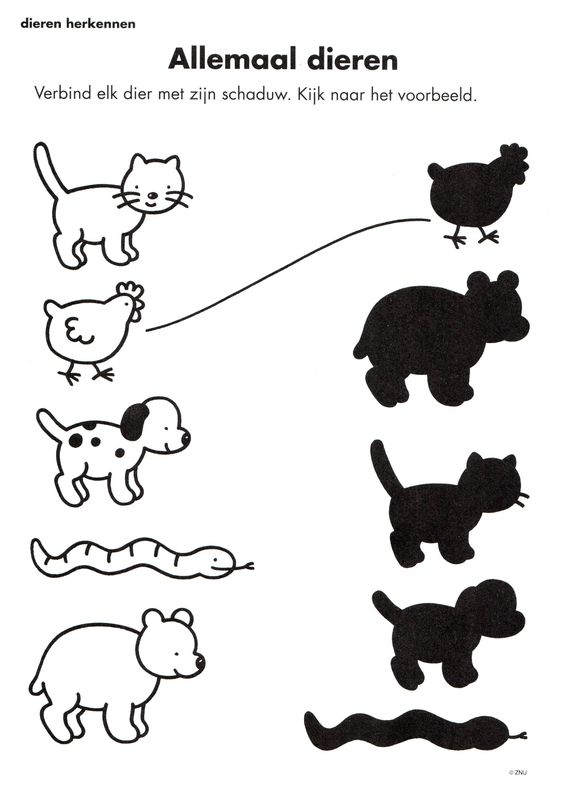 dieren herkennen
Allemaal dieren
Verbind elk dier met zijn schaduw. Kijk naar het voorbeeld.
© ZNU